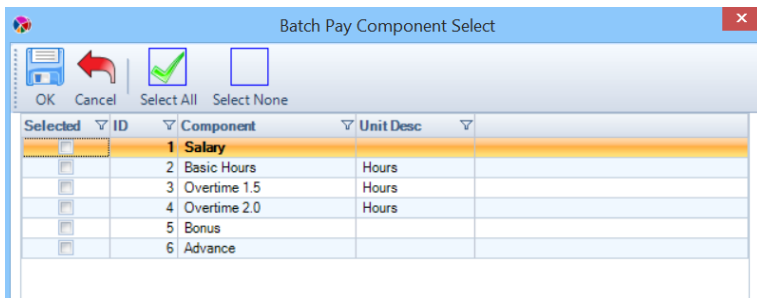 Batch Pay Component Select
OK Cancel Select All Select None
Selected ID Component Unit Desc
1 Salary
2 Basic Hours Hours
3 Overtime 1.5 Hours
4 Overtime 2.0 Hours
5 Bonus
6 Advance